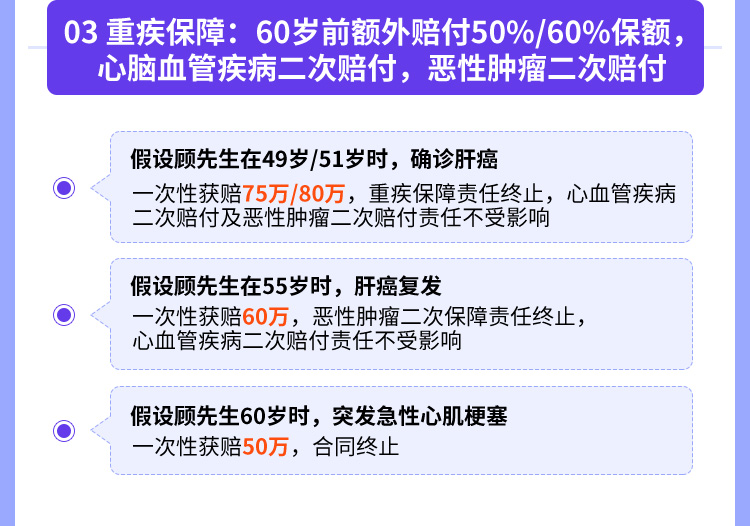 03 重疾保障：60岁前额外赔付50%/60%保额，
心脑血管疾病二次赔付，恶性肿瘤二次赔付
假设顾先生在49岁/51岁时，确诊肝癌
一次性获赔75万/80万，重疾保障责任终止，心血管疾病
二次赔付及恶性肿瘤二次赔付责任不受影响
假设顾先生在55岁时，肝癌复发
一次性获赔60万，恶性肿瘤二次保障责任终止，
心血管疾病二次赔付责任不受影响
假设顾先生60岁时，突发急性心肌梗塞
一次性获赔50万，合同终止